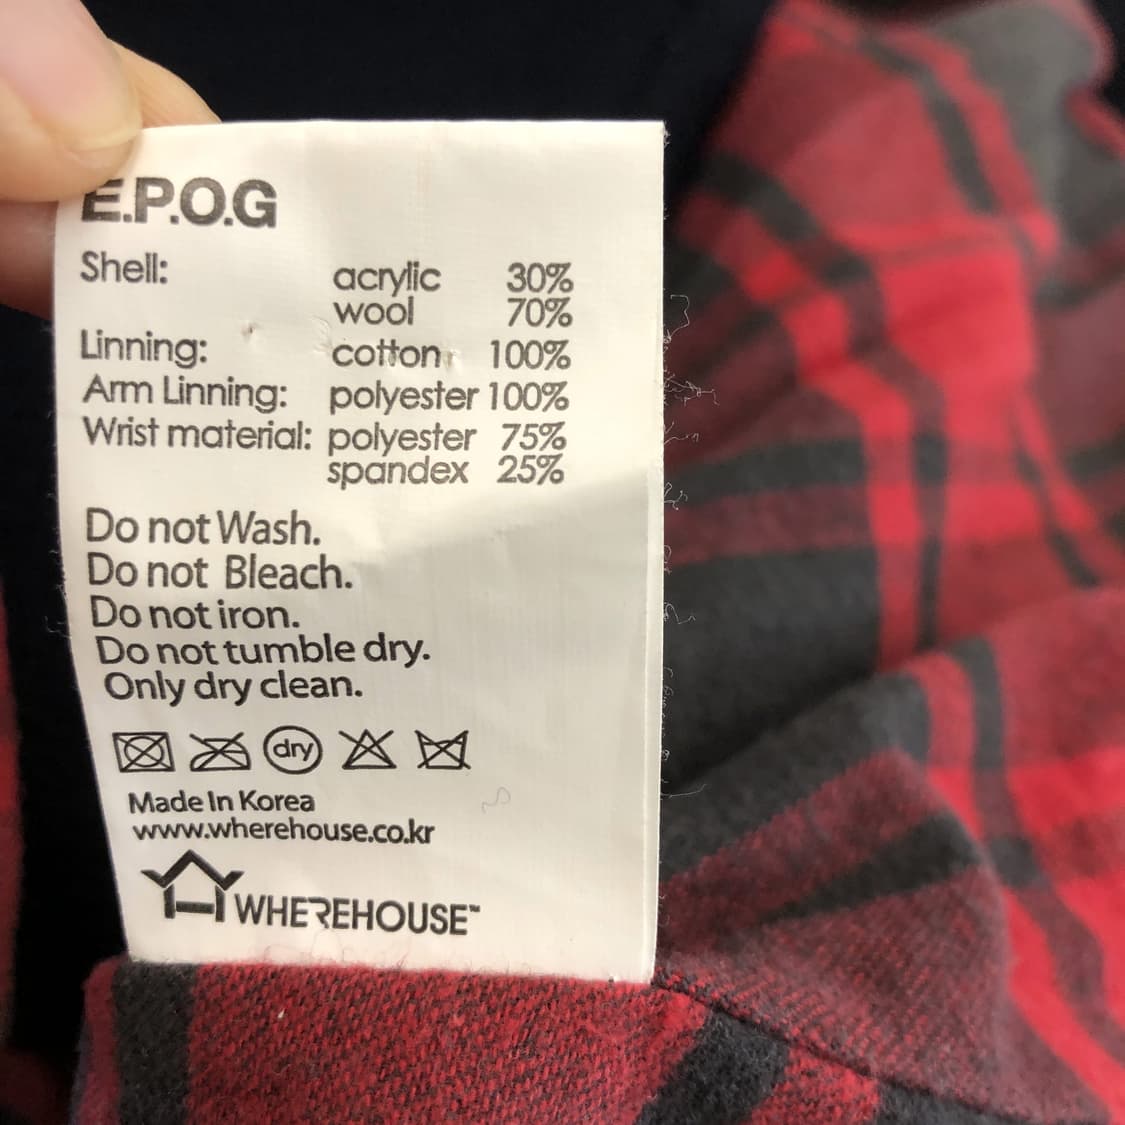 E.P.O.G
Shell: acrylic 30%
wool 70%
Linning: cotton 100%
Arm Linning: polyester 100%
Wrist material: polyester 75%
spandex 25%
Do not Wash.
Do not Bleach.
Do not iron.
Do not tumble dry.
Only dry clean.
dry
Made In Korea
www.wherehouse.co.kr
WHEREHOUSE™